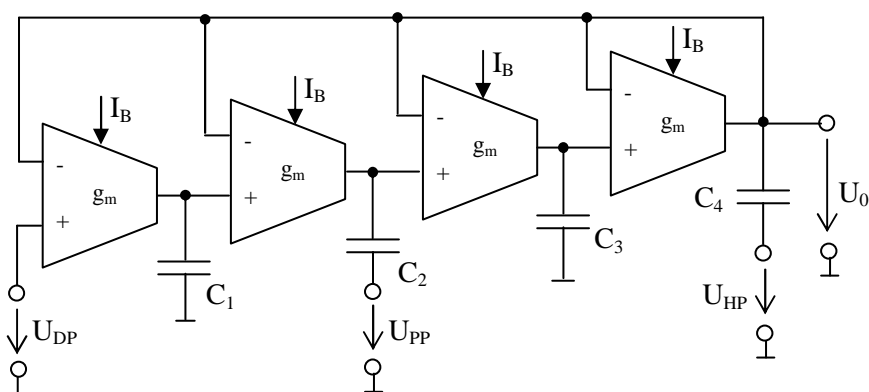 I_B
I_B
I_B
I_B
-
g_m
+
-
g_m
+
-
g_m
+
-
g_m
+
C_1
C_2
C_3
C_4
U_0
U_DP
U_PP
U_HP